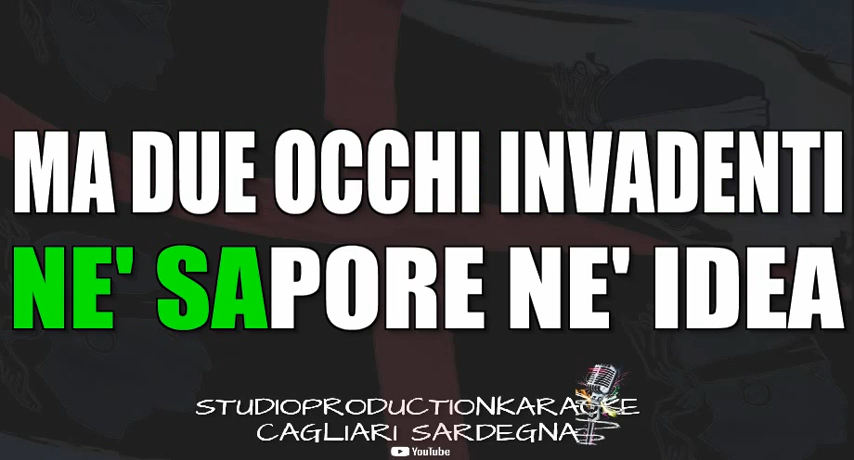 MA DUE OCCHI INVADENTI
NE' SAPORE NE' IDEA
STUDIOPRODUCTIONKARAOKE
CAGLIARI SARDEGNA
YouTube